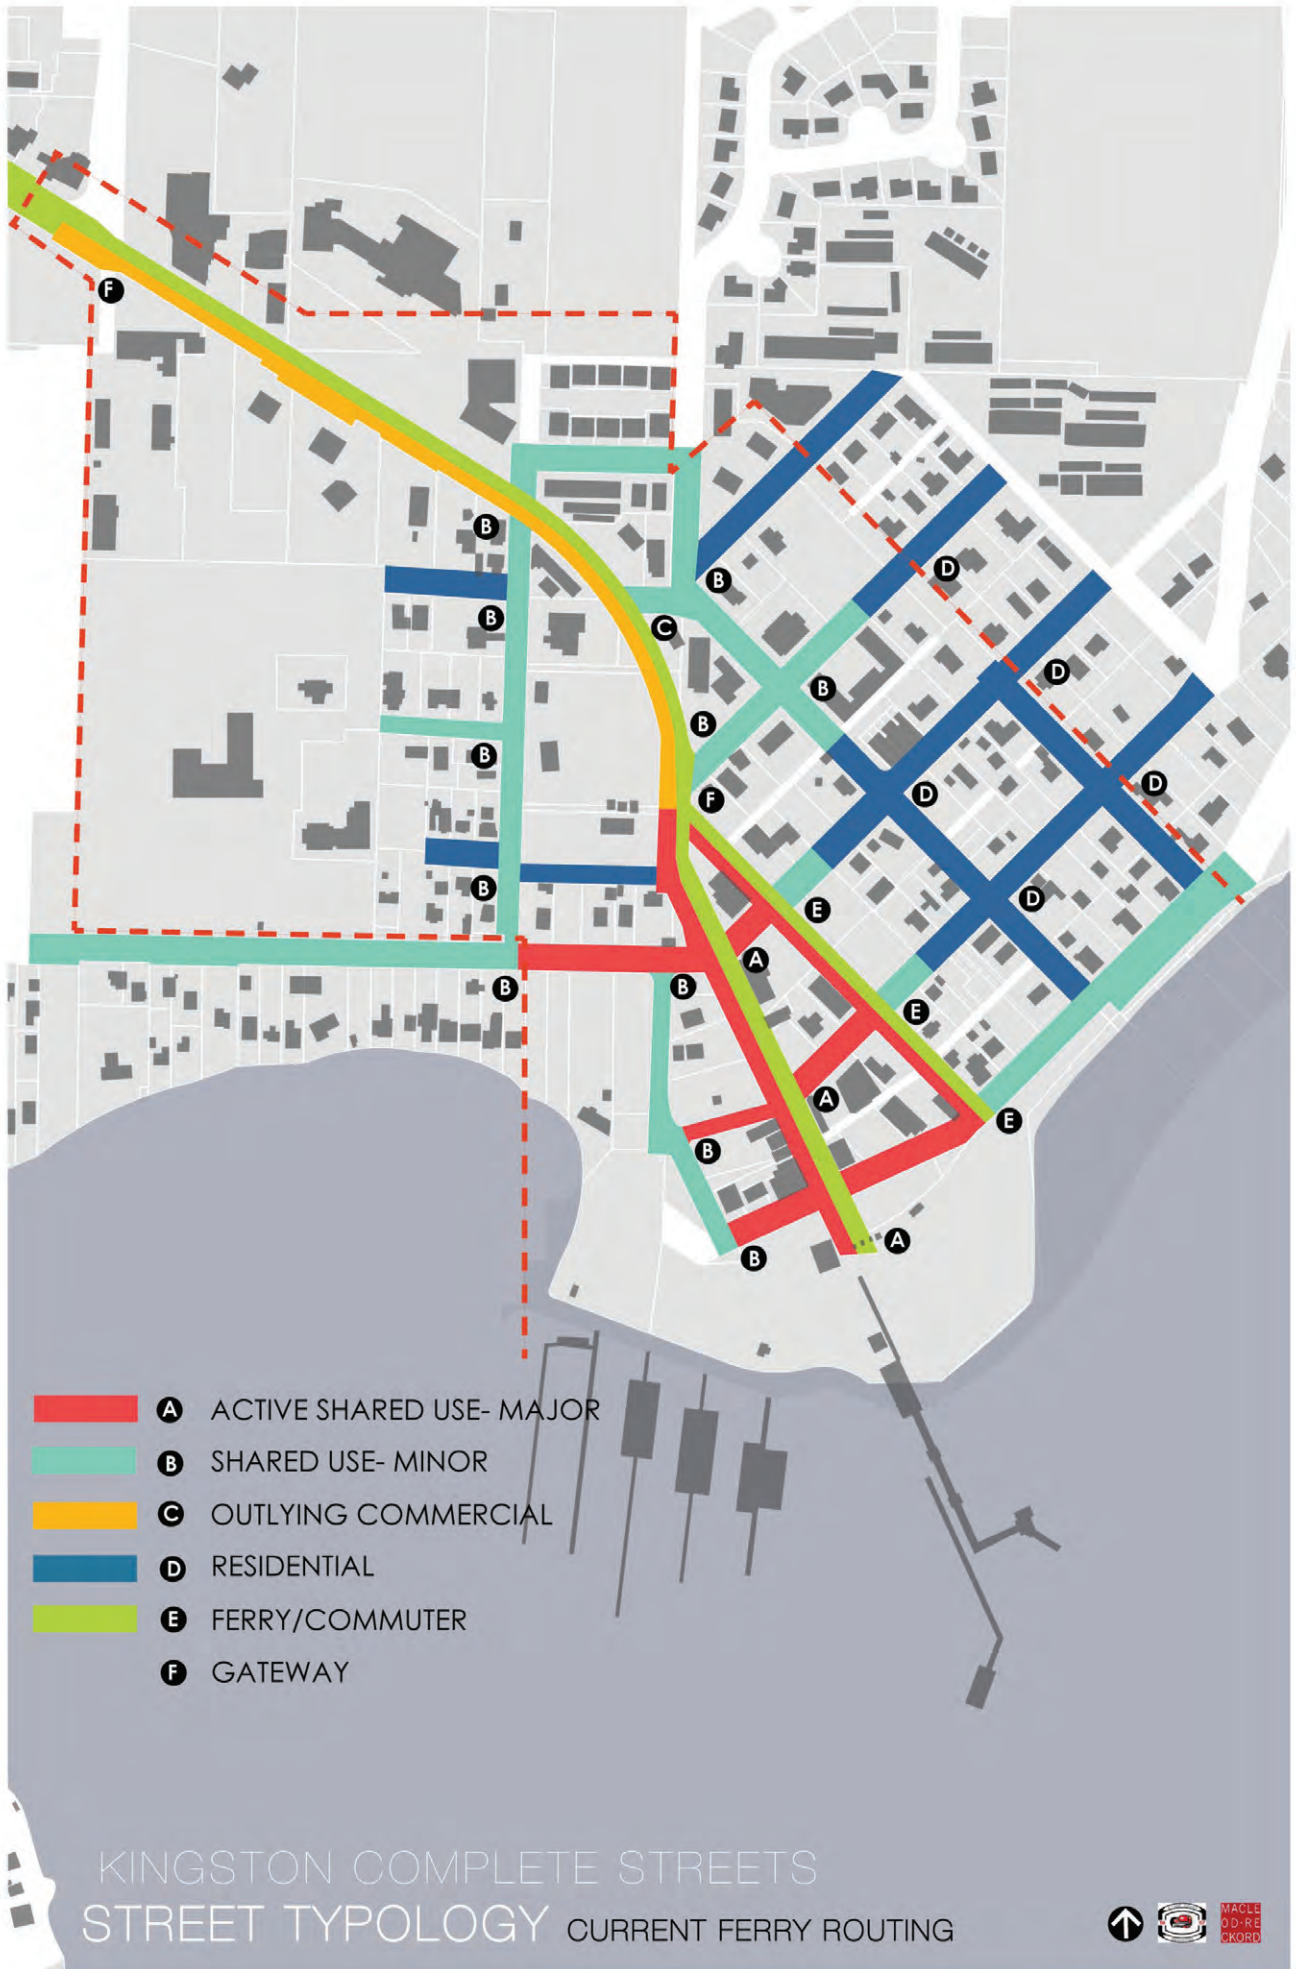 F
B
B
D
B
C
D
B
B
B
D
F
D
B
D
E
A
B
B
E
A
E
B
A
B
A ACTIVE SHARED USE- MAJOR
B SHARED USE- MINOR
C OUTLYING COMMERCIAL
D RESIDENTIAL
E FERRY/COMMUTER
F GATEWAY
KINGSTON COMPLETE STREETS
STREET TYPOLOGY CURRENT FERRY ROUTING
MACLE
OD-RE
CKORD